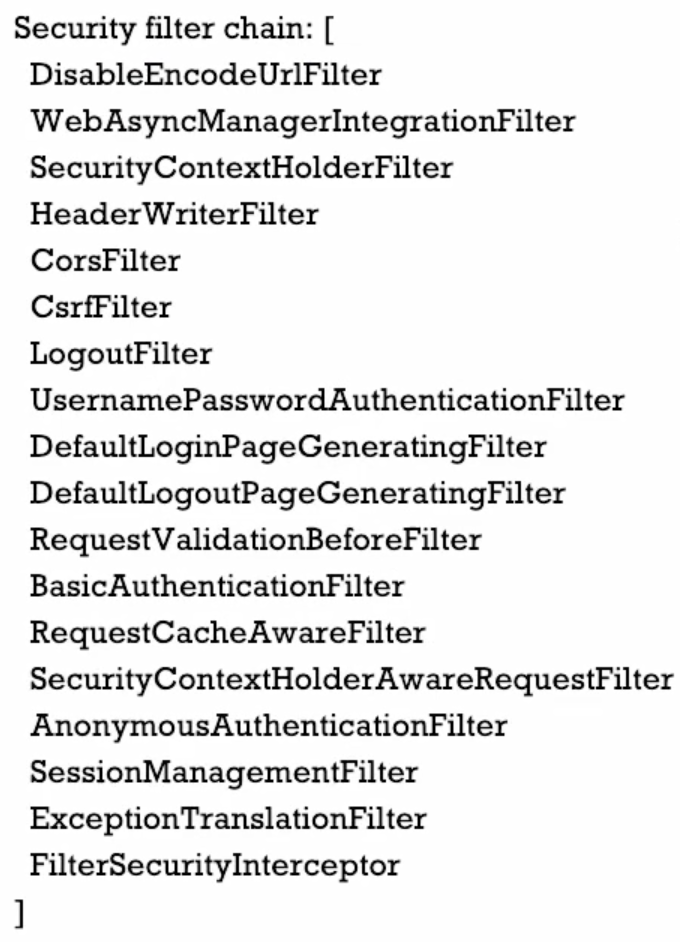 Security filter chain: [
DisableEncodeUrlFilter
WebAsyncManagerIntegrationFilter
SecurityContextHolderFilter
HeaderWriterFilter
CorsFilter
CsrfFilter
LogoutFilter
UsernamePasswordAuthenticationFilter
DefaultLoginPageGeneratingFilter
DefaultLogoutPageGeneratingFilter
RequestValidationBeforeFilter
BasicAuthenticationFilter
RequestCacheAwareFilter
SecurityContextHolderAwareRequestFilter
AnonymousAuthenticationFilter
SessionManagementFilter
ExceptionTranslationFilter
FilterSecurityInterceptor
]